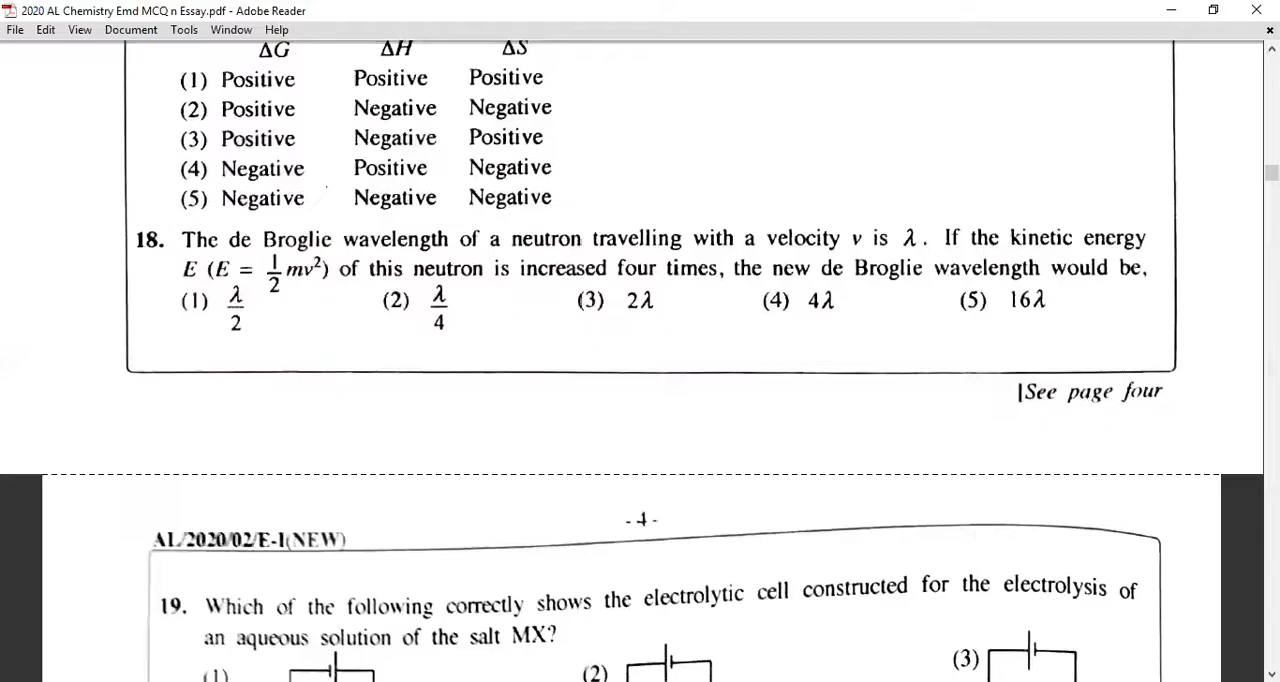 2020 AL Chemistry Emd MCQ n Essay.pdf - Adobe Reader
File Edit View Document Tools Window Help
ΔG ΔH ΔS
(1) Positive Positive Positive
(2) Positive Negative Negative
(3) Positive Negative Positive
(4) Negative Positive Negative
(5) Negative Negative Negative
18. The de Broglie wavelength of a neutron travelling with a velocity v is λ. If the kinetic energy
E (E = 1/2 mv²) of this neutron is increased four times, the new de Broglie wavelength would be,
(1) λ/2 (2) λ/4 (3) 2λ (4) 4λ (5) 16λ
[See page four
- 4 -
AL/2020/02/E-I(NEW)
19. Which of the following correctly shows the electrolytic cell constructed for the electrolysis of
an aqueous solution of the salt MX?
(1) (2) (3)